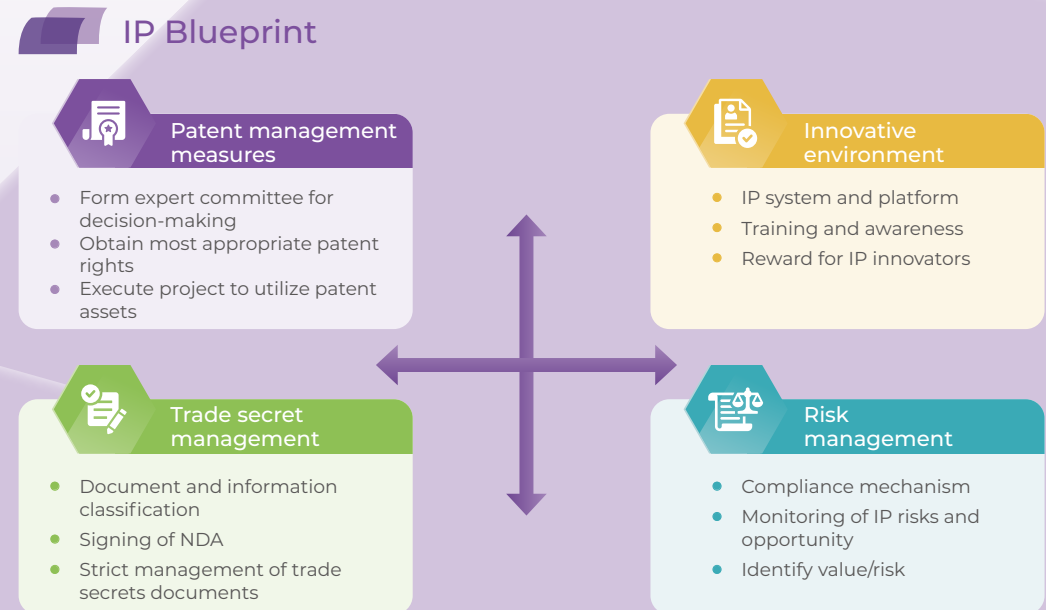 IP Blueprint
Patent management
measures
Form expert committee for
decision-making
Obtain most appropriate patent
rights
Execute project to utilize patent
assets
Innovative
environment
IP system and platform
Training and awareness
Reward for IP innovators
Trade secret
management
Document and information
classification
Signing of NDA
Strict management of trade
secrets documents
Risk
management
Compliance mechanism
Monitoring of IP risks and
opportunity
Identify value/risk